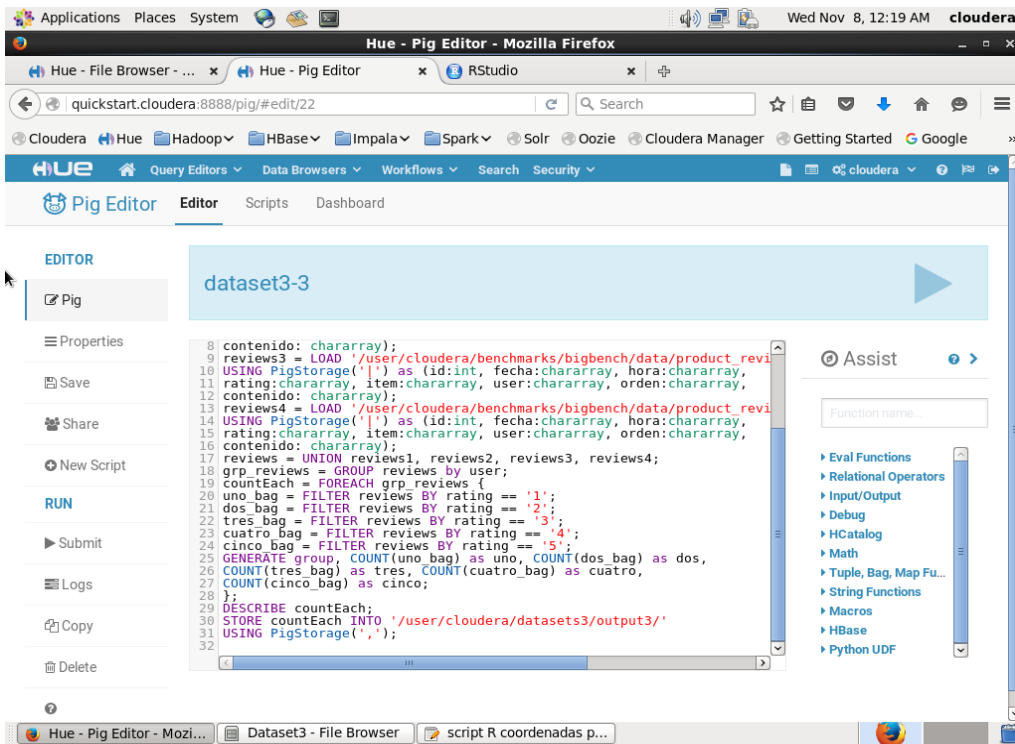 Applications Places System Wed Nov 8, 12:19 AM cloudera
Hue - Pig Editor - Mozilla Firefox
Hue - File Browser - ... Hue - Pig Editor RStudio
quickstart.cloudera:8888/pig/#edit/22 Search
Cloudera Hue Hadoop HBase Impala Spark Solr Oozie Cloudera Manager Getting Started Google
HUE Query Editors Data Browsers Workflows Search Security cloudera
Pig Editor Editor Scripts Dashboard
EDITOR
Pig
Properties
Save
Share
New Script
RUN
Submit
Logs
Copy
Delete
dataset3-3
8 contenido: chararray);
9 reviews3 = LOAD '/user/cloudera/benchmarks/bigbench/data/product_revi
10 USING PigStorage('|') as (id:int, fecha:chararray, hora:chararray,
11 rating:chararray, item:chararray, user:chararray, orden:chararray,
12 contenido: chararray);
13 reviews4 = LOAD '/user/cloudera/benchmarks/bigbench/data/product_revi
14 USING PigStorage('|') as (id:int, fecha:chararray, hora:chararray,
15 rating:chararray, item:chararray, user:chararray, orden:chararray,
16 contenido: chararray);
17 reviews = UNION reviews1, reviews2, reviews3, reviews4;
18 grp_reviews = GROUP reviews by user;
19 countEach = FOREACH grp_reviews {
20 uno_bag = FILTER reviews BY rating == '1';
21 dos_bag = FILTER reviews BY rating == '2';
22 tres_bag = FILTER reviews BY rating == '3';
23 cuatro_bag = FILTER reviews BY rating == '4';
24 cinco_bag = FILTER reviews BY rating == '5';
25 GENERATE group, COUNT(uno_bag) as uno, COUNT(dos_bag) as dos,
26 COUNT(tres_bag) as tres, COUNT(cuatro_bag) as cuatro,
27 COUNT(cinco_bag) as cinco;
28 };
29 DESCRIBE countEach;
30 STORE countEach INTO '/user/cloudera/datasets3/output3/'
31 USING PigStorage(',');
32
Assist
Function name...
Eval Functions
Relational Operators
Input/Output
Debug
HCatalog
Math
Tuple, Bag, Map Fu...
String Functions
Macros
HBase
Python UDF
Hue - Pig Editor - Mozi... Dataset3 - File Browser script R coordenadas p...